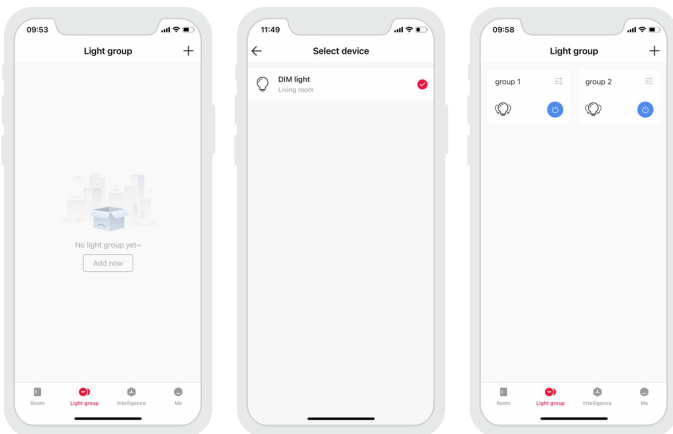 09:53
Light group
No light group yet~
Add now
Room Light group Intelligence Me
11:49
Select device
DIM light
Living room
09:58
Light group
group 1 group 2
Room Light group Intelligence Me